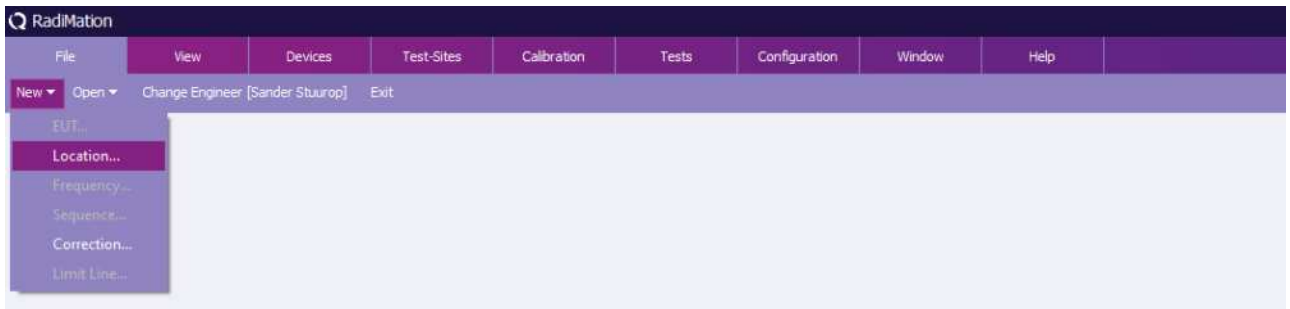 RadiMation
File View Devices Test-Sites Calibration Tests Configuration Window Help
New Open Change Engineer [Sander Stuurop] Exit
EUT...
Location...
Frequency...
Sequence...
Correction...
Limit Line...